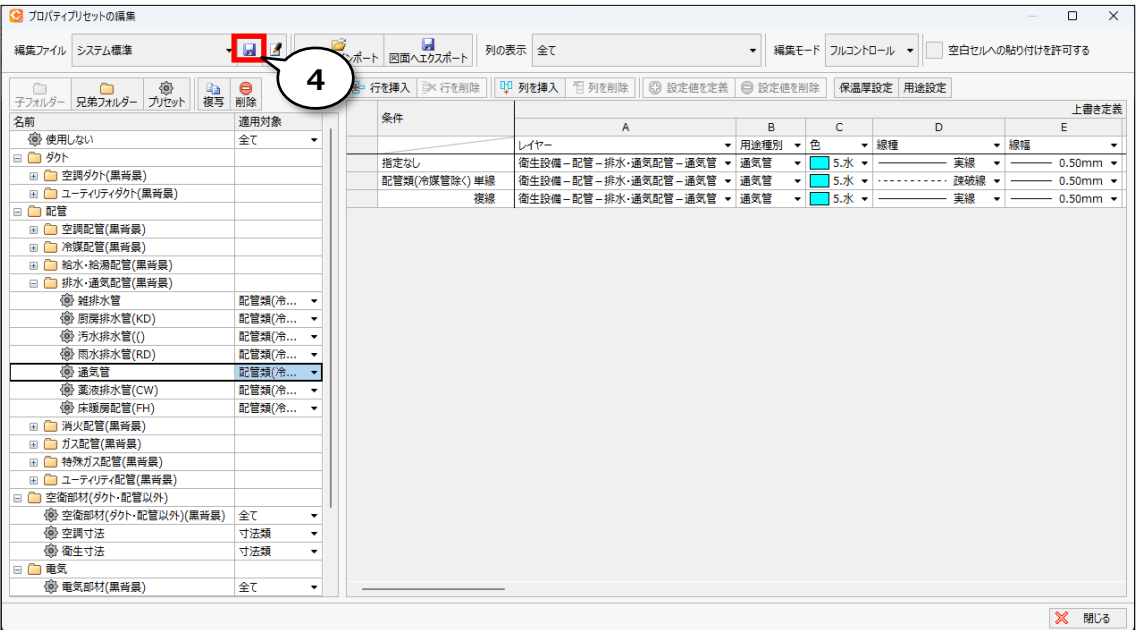 プロパティプリセットの編集
編集ファイル システム標準
ンポート 図面へエクスポート 列の表示 全て 編集モード フルコントロール 空白セルへの貼り付けを許可する
4
子フォルダー 兄弟フォルダー プリセット 複写 削除
行を挿入 行を削除 列を挿入 列を削除 設定値を定義 設定値を削除 保温厚設定 用途設定
名前 適用対象
使用しない 全て
ダクト
空調ダクト(黒背景)
ユーティリティダクト(黒背景)
配管
空調配管(黒背景)
冷媒配管(黒背景)
給水・給湯配管(黒背景)
排水・通気配管(黒背景)
雑排水管 配管類(冷...
厨房排水管(KD) 配管類(冷...
汚水排水管(() 配管類(冷...
雨水排水管(RD) 配管類(冷...
通気管 配管類(冷...
薬液排水管(CW) 配管類(冷...
床暖房配管(FH) 配管類(冷...
消火配管(黒背景)
ガス配管(黒背景)
特殊ガス配管(黒背景)
ユーティリティ配管(黒背景)
空衛部材(ダクト・配管以外)
空衛部材(ダクト・配管以外)(黒背景) 全て
空調寸法 寸法類
衛生寸法 寸法類
電気
電気部材(黒背景) 全て
条件 上書き定義
A B C D E
レイヤー 用途種別 色 線種 線幅
指定なし 衛生設備－配管－排水・通気配管－通気管 通気管 5.水 実線 0.50mm
配管類(冷媒管除く) 単線 衛生設備－配管－排水・通気配管－通気管 通気管 5.水 疎破線 0.50mm
複線 衛生設備－配管－排水・通気配管－通気管 通気管 5.水 実線 0.50mm
閉じる